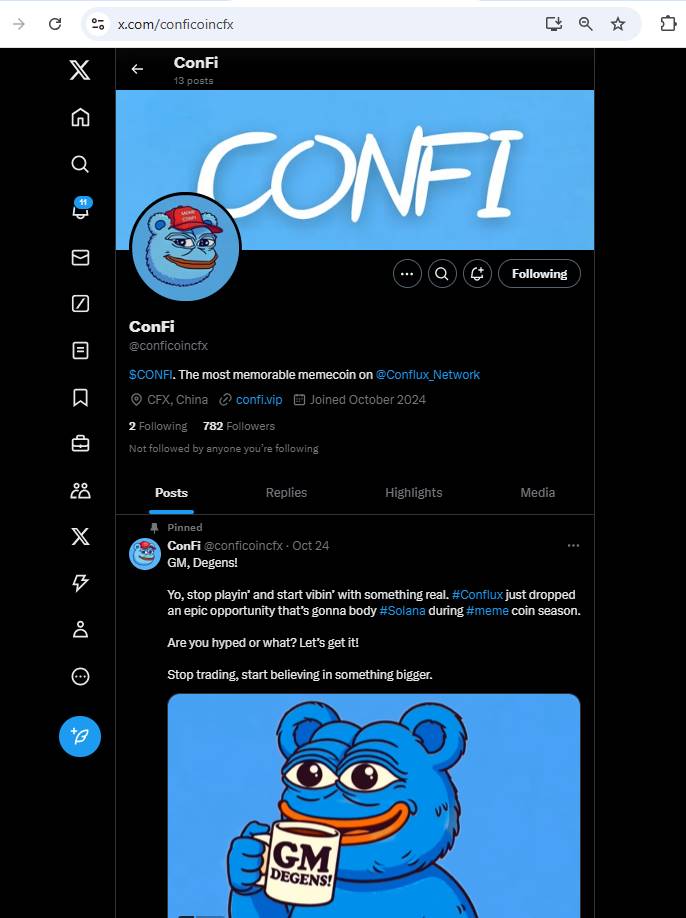 x.com/conficoincfx
ConFi
13 posts
CONFI
11
Following
ConFi
@conficoincfx
$CONFI. The most memorable memecoin on @Conflux_Network
CFX, China confi.vip Joined October 2024
2 Following 782 Followers
Not followed by anyone you're following
Posts Replies Highlights Media
Pinned
ConFi @conficoincfx · Oct 24
GM, Degens!
Yo, stop playin' and start vibin' with something real. #Conflux just dropped
an epic opportunity that's gonna body #Solana during #meme coin season.
Are you hyped or what? Let's get it!
Stop trading, start believing in something bigger.
GM
DEGENS!